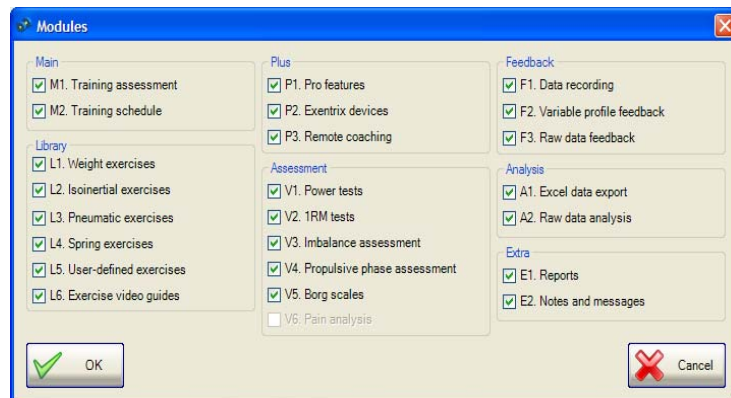 Modules
Main
M1. Training assessment
M2. Training schedule
Library
L1. Weight exercises
L2. Isoinertial exercises
L3. Pneumatic exercises
L4. Spring exercises
L5. User-defined exercises
L6. Exercise video guides
Plus
P1. Pro features
P2. Exentrix devices
P3. Remote coaching
Assessment
V1. Power tests
V2. 1RM tests
V3. Imbalance assessment
V4. Propulsive phase assessment
V5. Borg scales
V6. Pain analysis
Feedback
F1. Data recording
F2. Variable profile feedback
F3. Raw data feedback
Analysis
A1. Excel data export
A2. Raw data analysis
Extra
E1. Reports
E2. Notes and messages
OK
Cancel